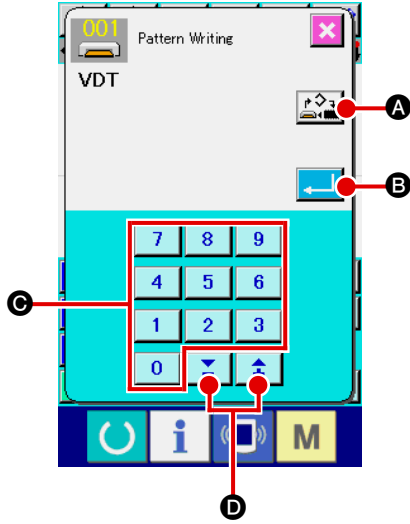 001
Pattern Writing
VDT
A
B
7 8 9
4 5 6
C
1 2 3
0
i M
D